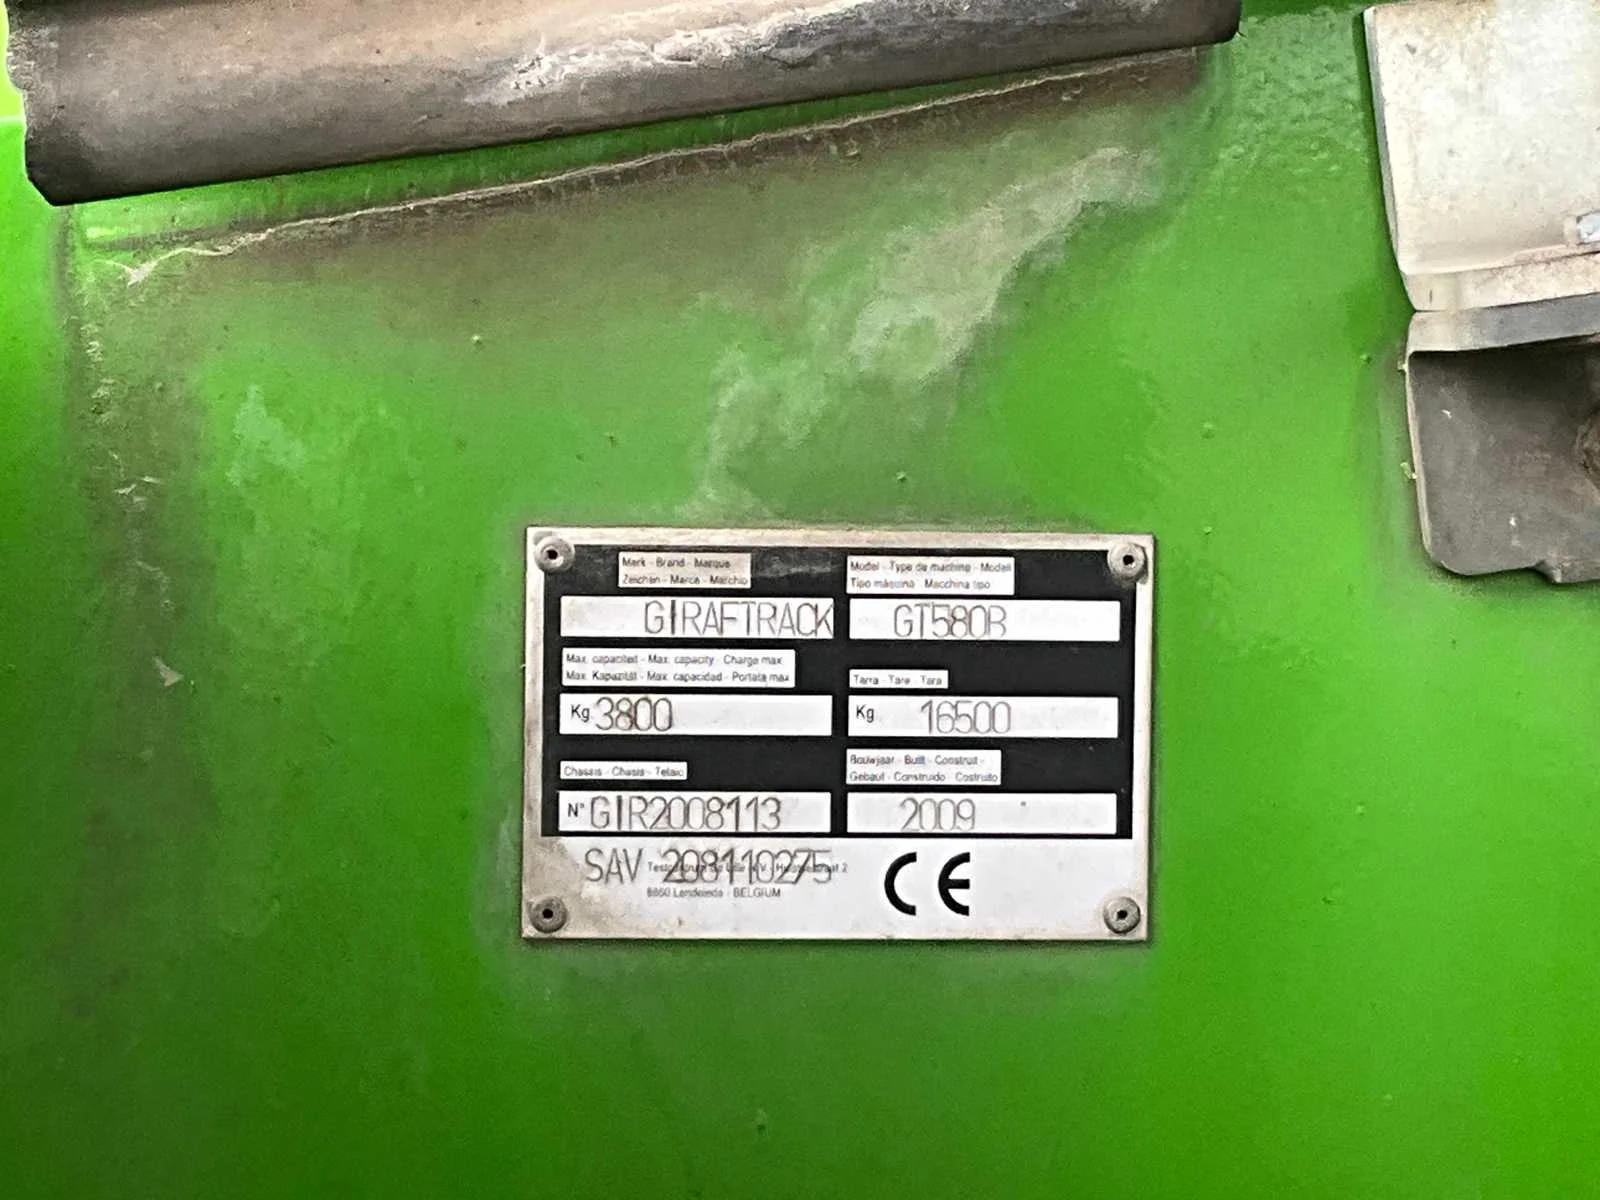 Merk - Brand - Marque
Zeichen - Marca - Marchio
GIRAFTRACK
Model - Type de machine - Modell
Tipo máquina - Macchina tipo
GT580B
Max. capaciteit - Max. capacity - Charge max
Max. Kapazität - Max. capacidad - Portata max
Kg 3800
Tarra - Tare - Tara
Kg 16500
Chassis - Chasis - Telaio
N° GIR2008113
Bouwjaar - Built - Construit -
Gebaut - Construido - Costruito
2009
SAV 208110275
8850 BELGIUM
CE